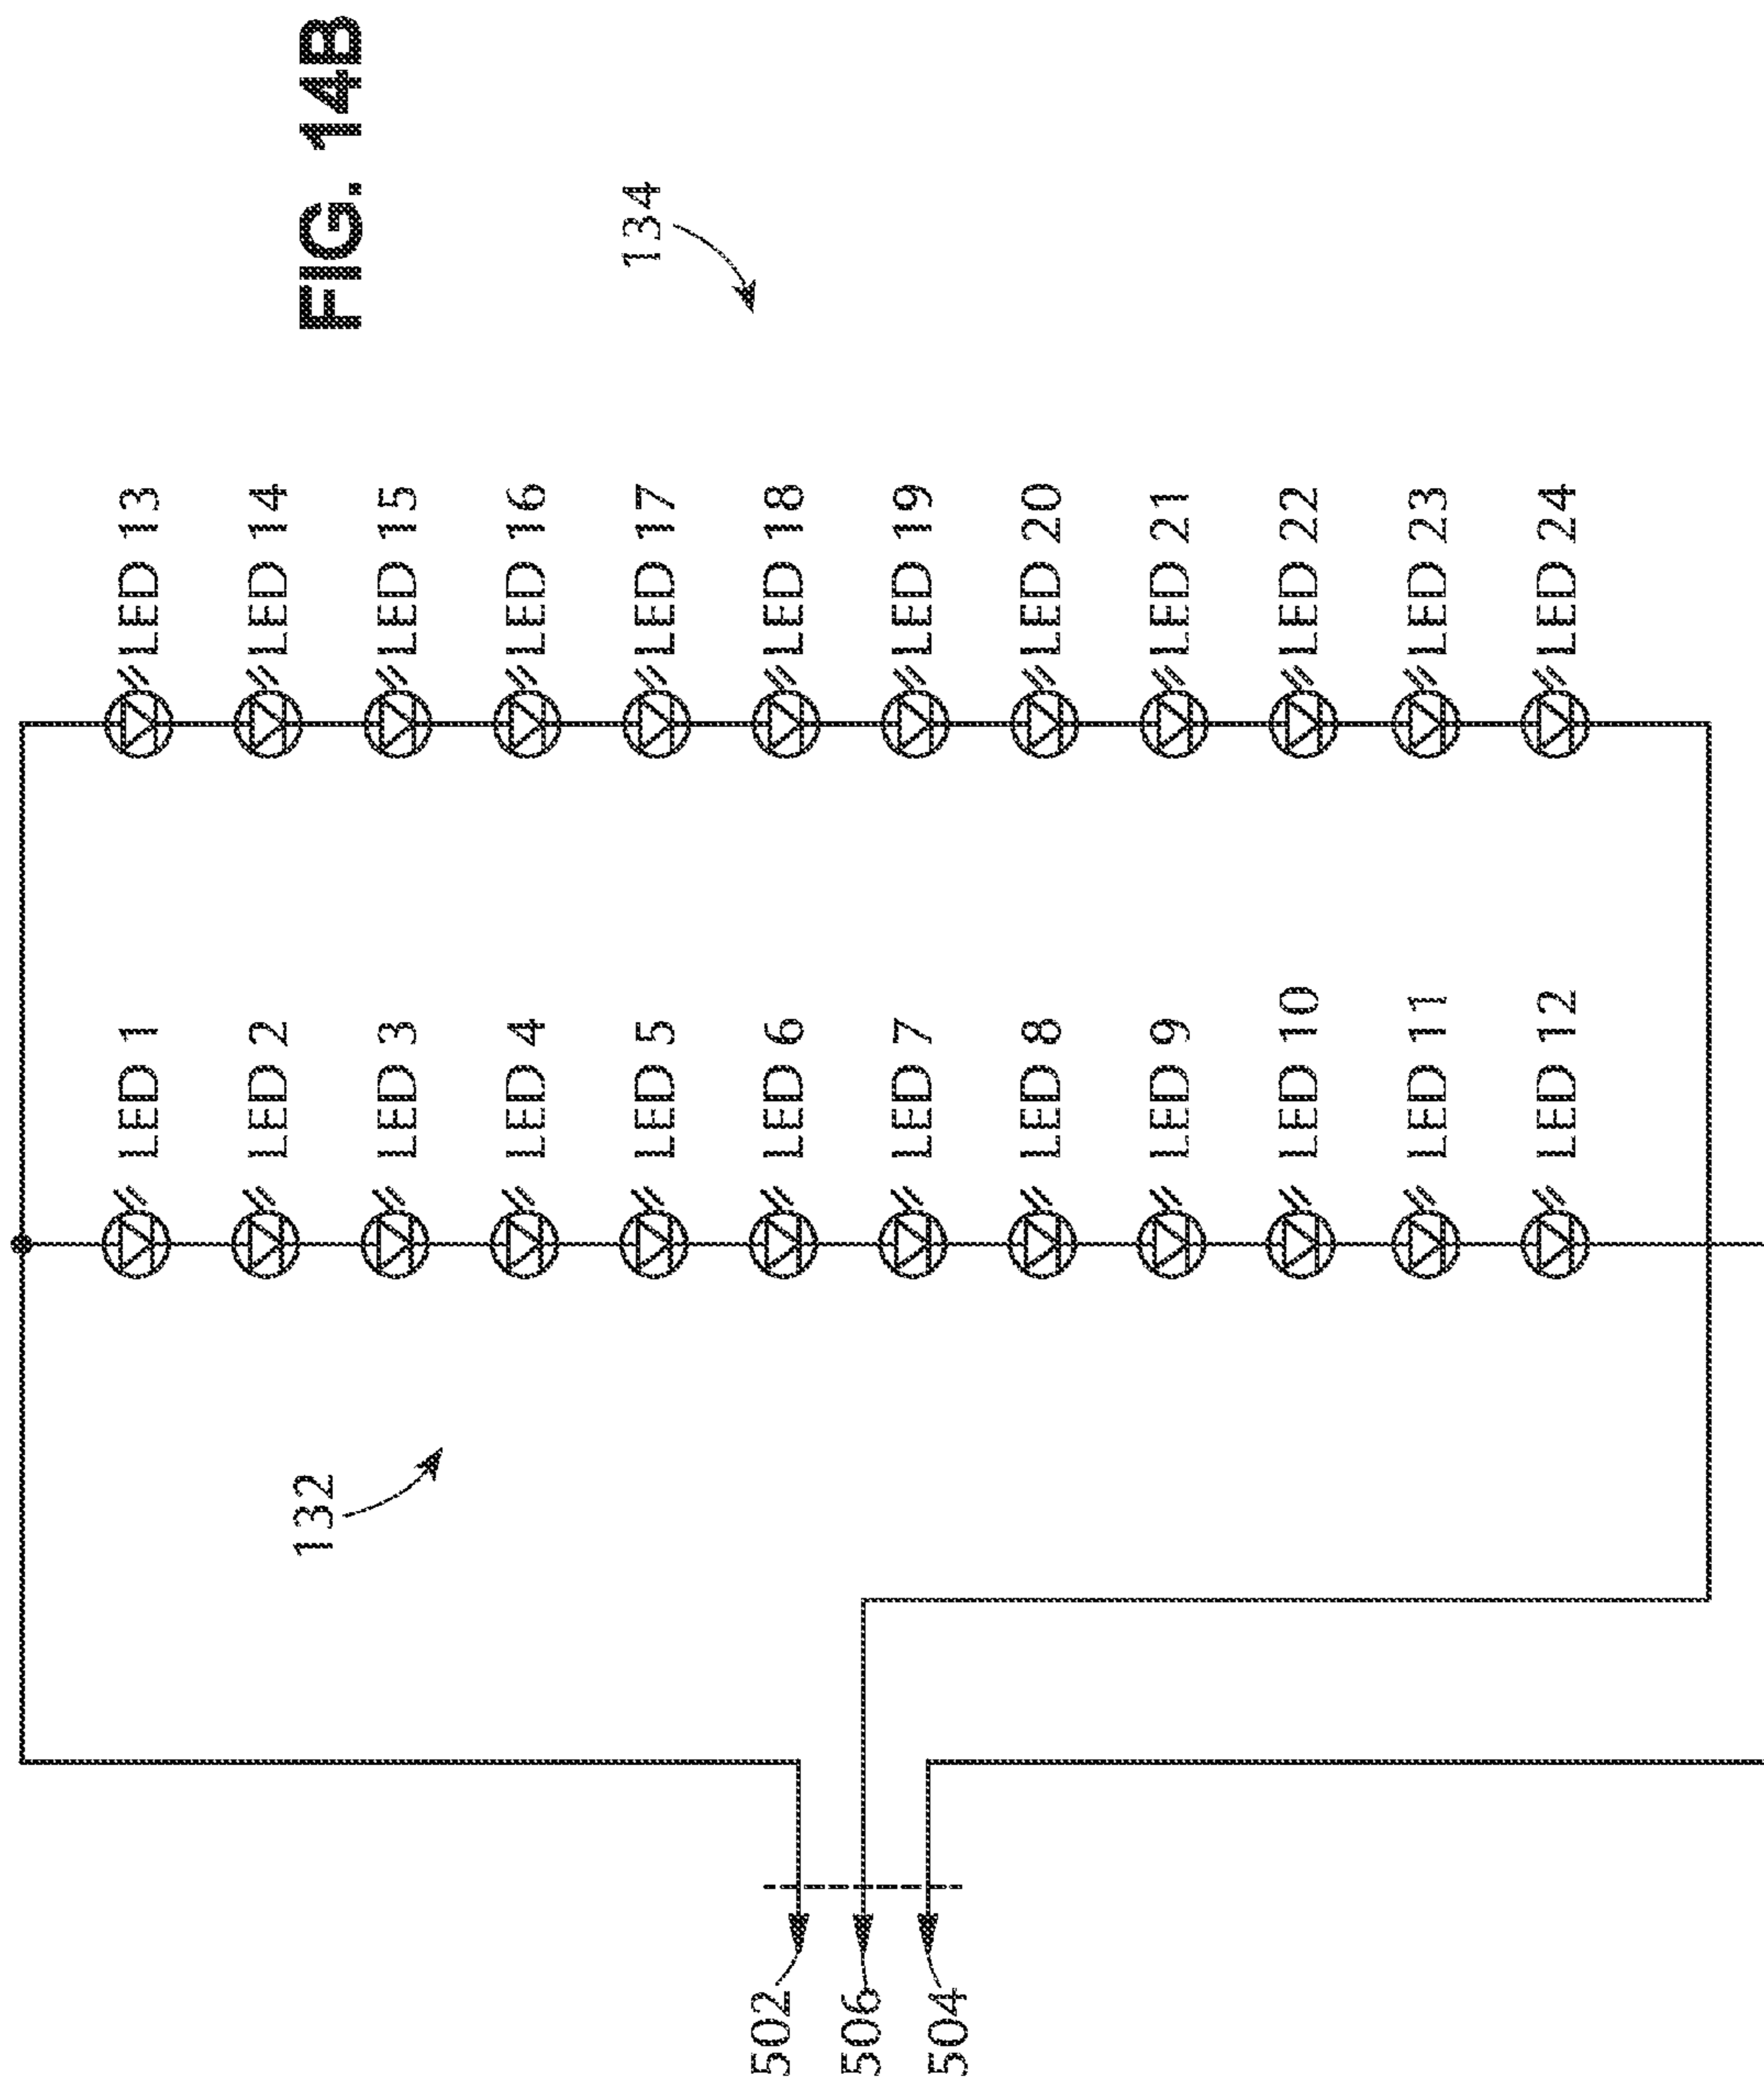 FIG. 14B
134
LED 13
LED 14
LED 15
LED 16
LED 17
LED 18
LED 19
LED 20
LED 21
LED 22
LED 23
LED 24
LED 1
LED 2
LED 3
LED 4
LED 5
LED 6
LED 7
LED 8
LED 9
LED 10
LED 11
LED 12
132
502
506
504